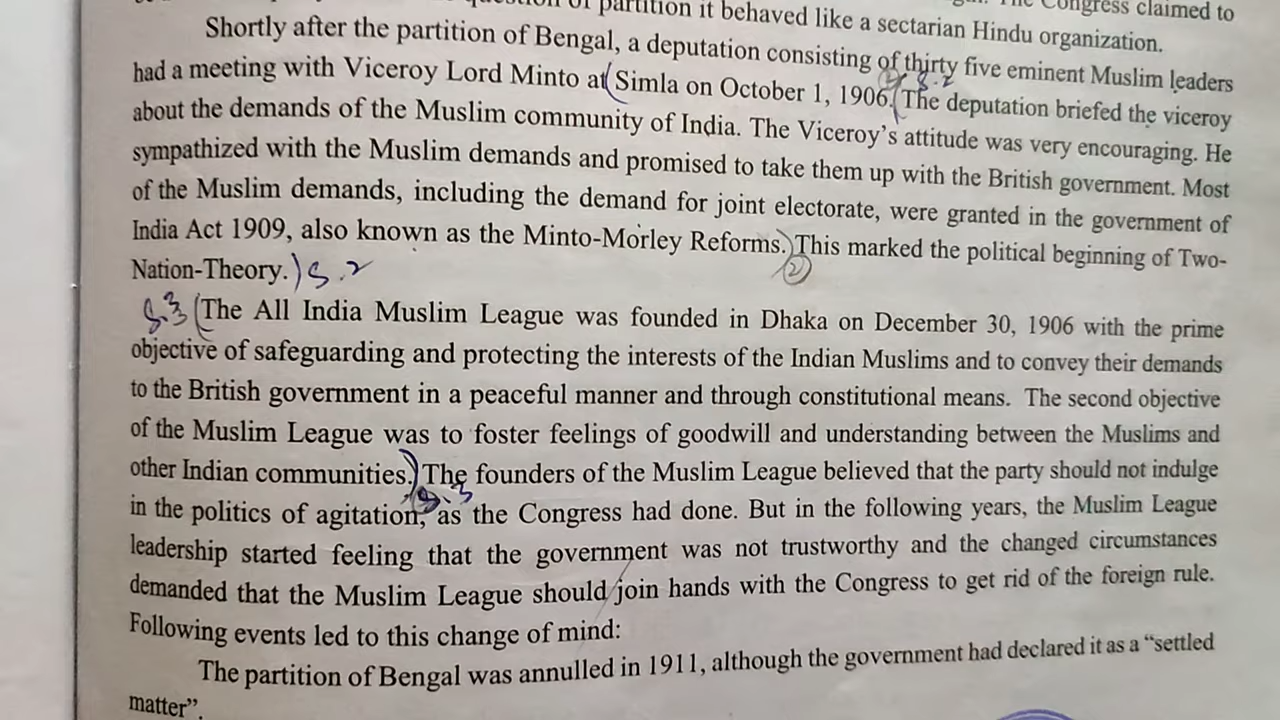 question of partition it behaved like a sectarian Hindu organization.
Congress claimed to
Shortly after the partition of Bengal, a deputation consisting of thirty five eminent Muslim leaders
had a meeting with Viceroy Lord Minto at (Simla on October 1, 1906. (The deputation briefed the viceroy
about the demands of the Muslim community of India. The Viceroy's attitude was very encouraging. He
sympathized with the Muslim demands and promised to take them up with the British government. Most
of the Muslim demands, including the demand for joint electorate, were granted in the government of
India Act 1909, also known as the Minto-Morley Reforms.) This marked the political beginning of Two-
(2)
Nation-Theory.) S.2
S.3 (The All India Muslim League was founded in Dhaka on December 30, 1906 with the prime
objective of safeguarding and protecting the interests of the Indian Muslims and to convey their demands
to the British government in a peaceful manner and through constitutional means. The second objective
of the Muslim League was to foster feelings of goodwill and understanding between the Muslims and
other Indian communities.) The founders of the Muslim League believed that the party should not indulge
S.3
in the politics of agitation, as the Congress had done. But in the following years, the Muslim League
leadership started feeling that the government was not trustworthy and the changed circumstances
demanded that the Muslim League should join hands with the Congress to get rid of the foreign rule.
Following events led to this change of mind:
The partition of Bengal was annulled in 1911, although the government had declared it as a “settled
matter”.